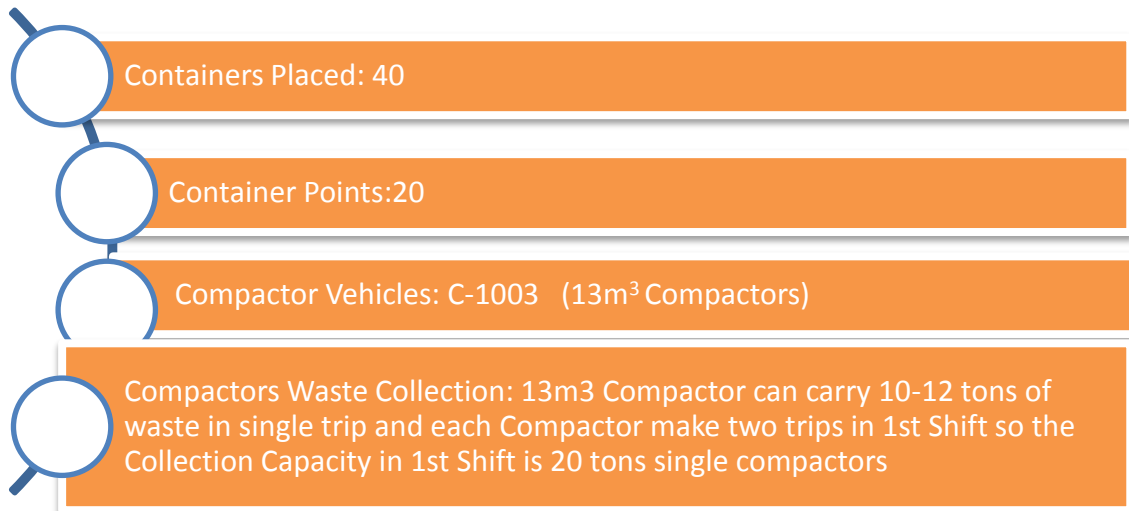 Containers Placed: 40
Container Points:20
Compactor Vehicles: C-1003 (13m³ Compactors)
Compactors Waste Collection: 13m3 Compactor can carry 10-12 tons of
waste in single trip and each Compactor make two trips in 1st Shift so the
Collection Capacity in 1st Shift is 20 tons single compactors